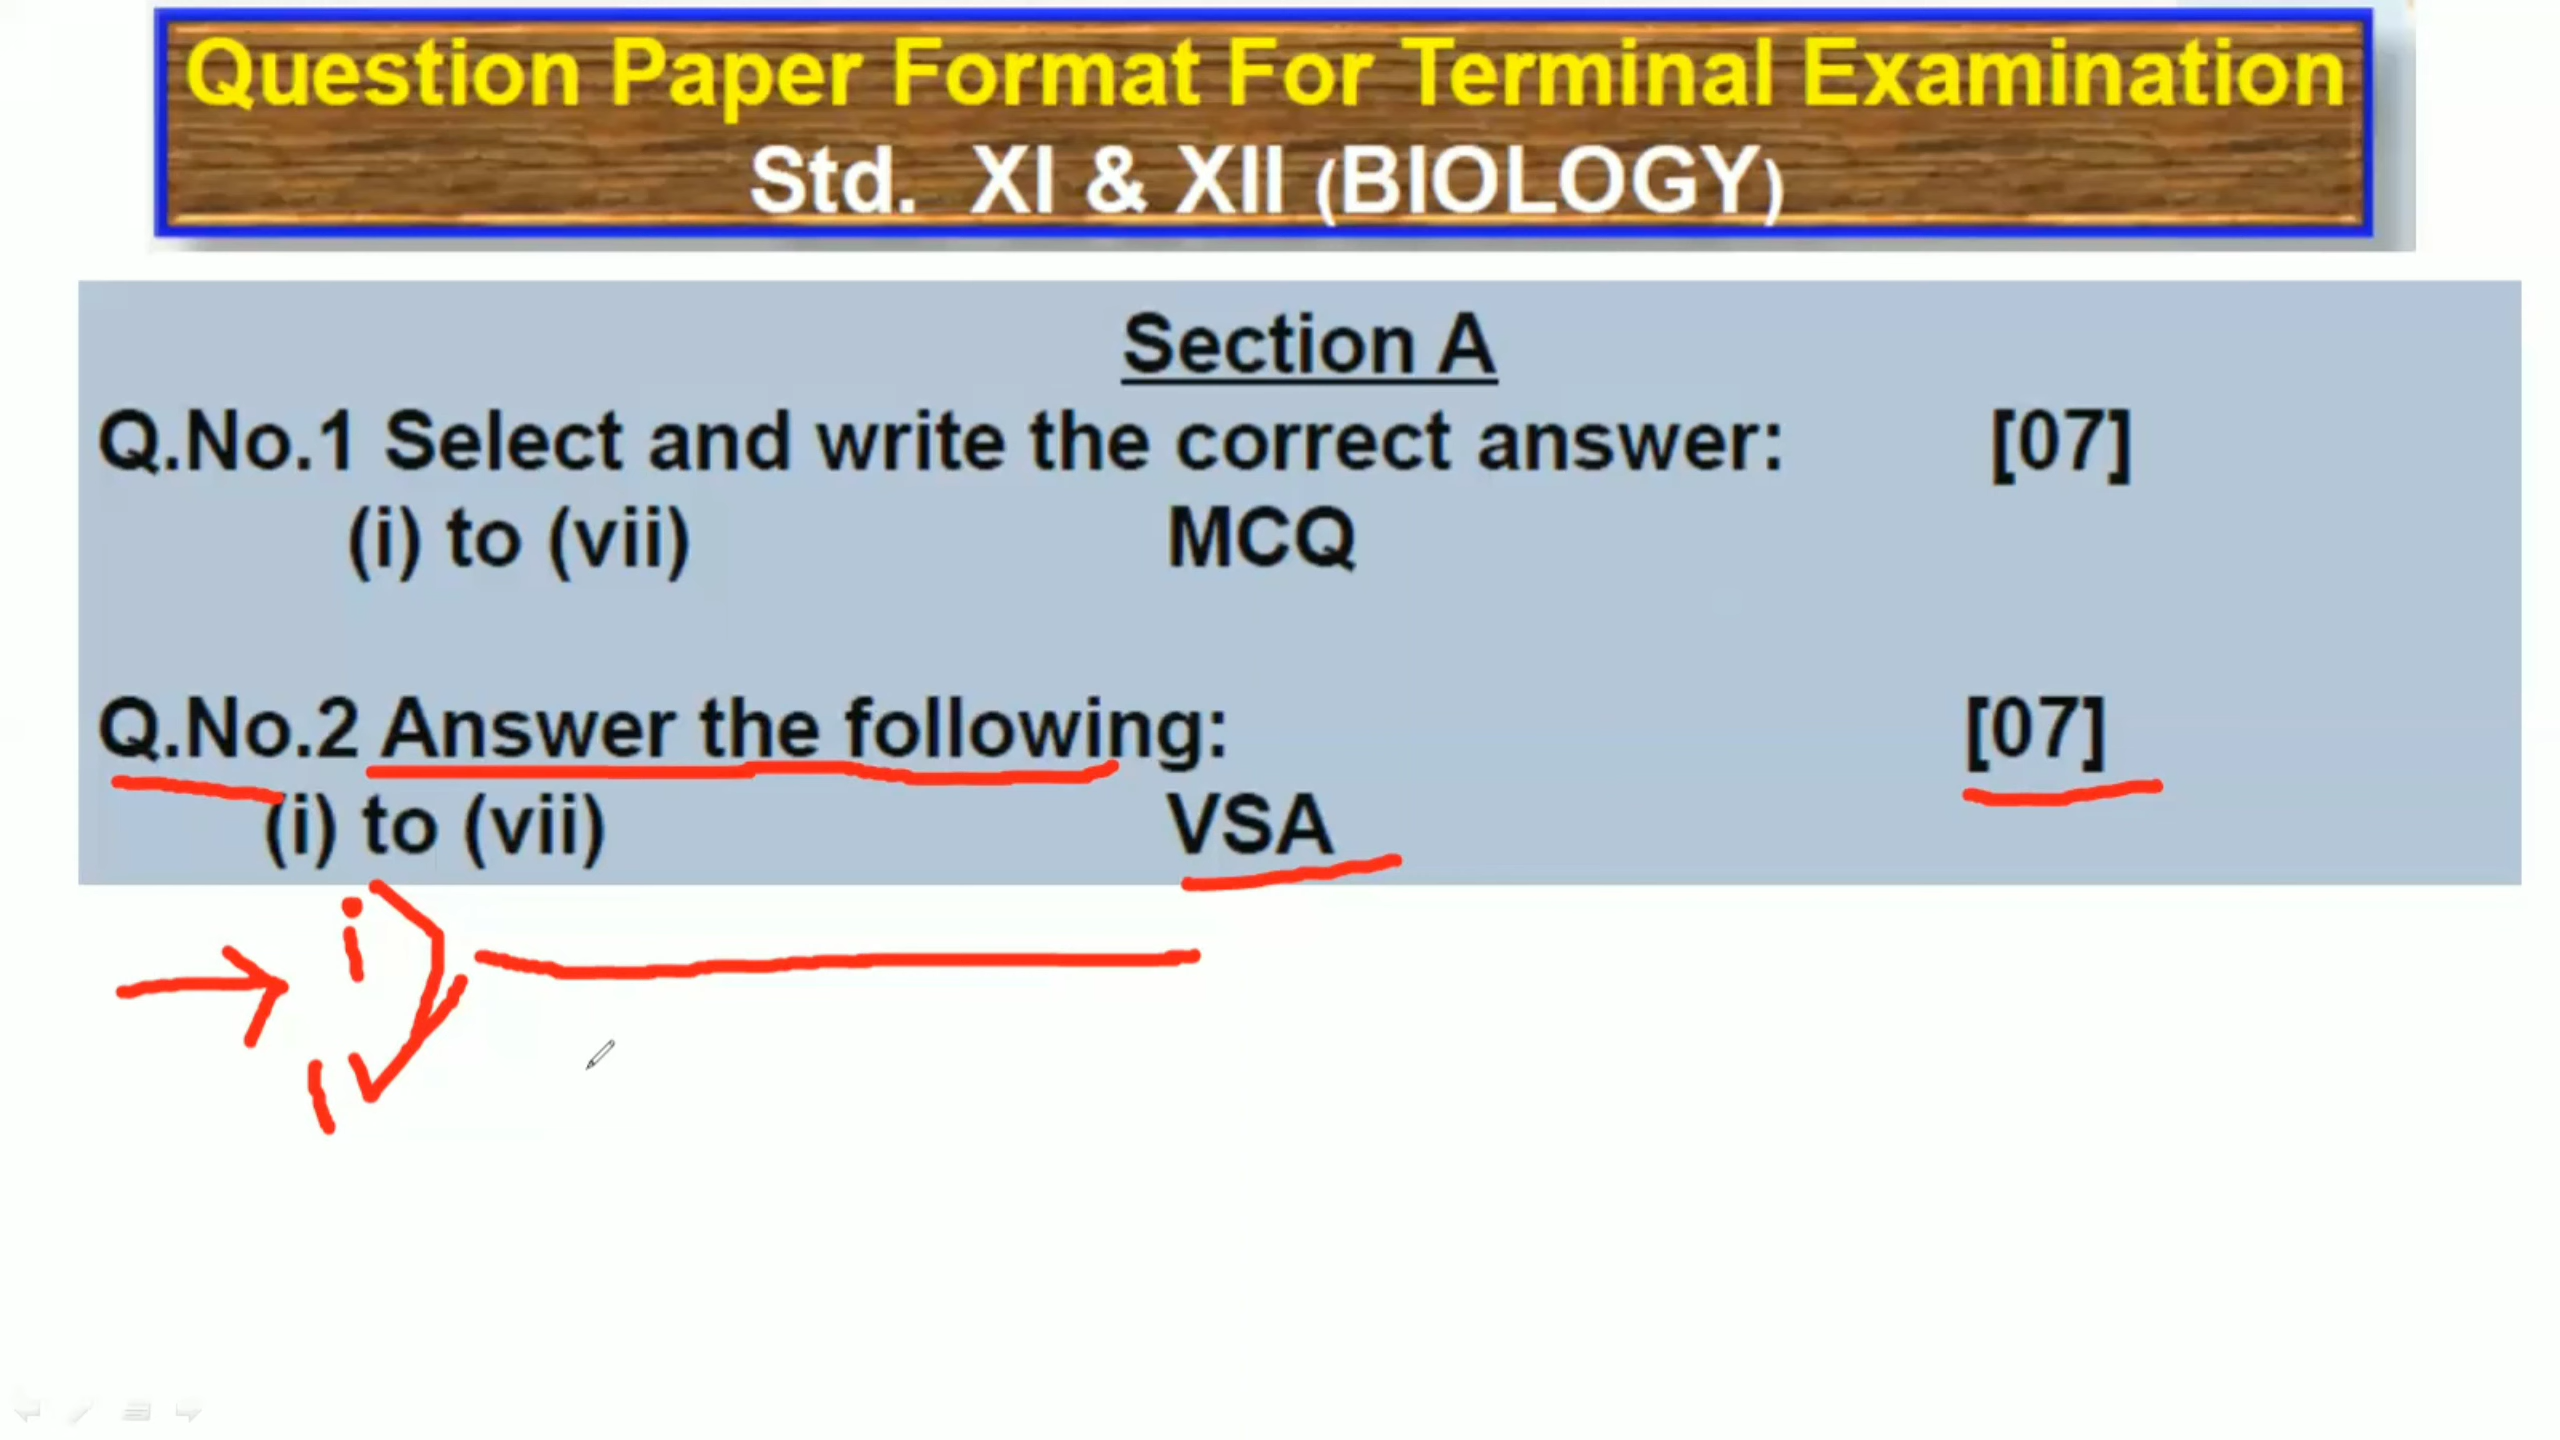 Question Paper Format For Terminal Examination
Std. XI & XII (BIOLOGY)
Section A
Q.No.1 Select and write the correct answer: [07]
(i) to (vii) MCQ
Q.No.2 Answer the following: [07]
(i) to (vii) VSA
i)
iv